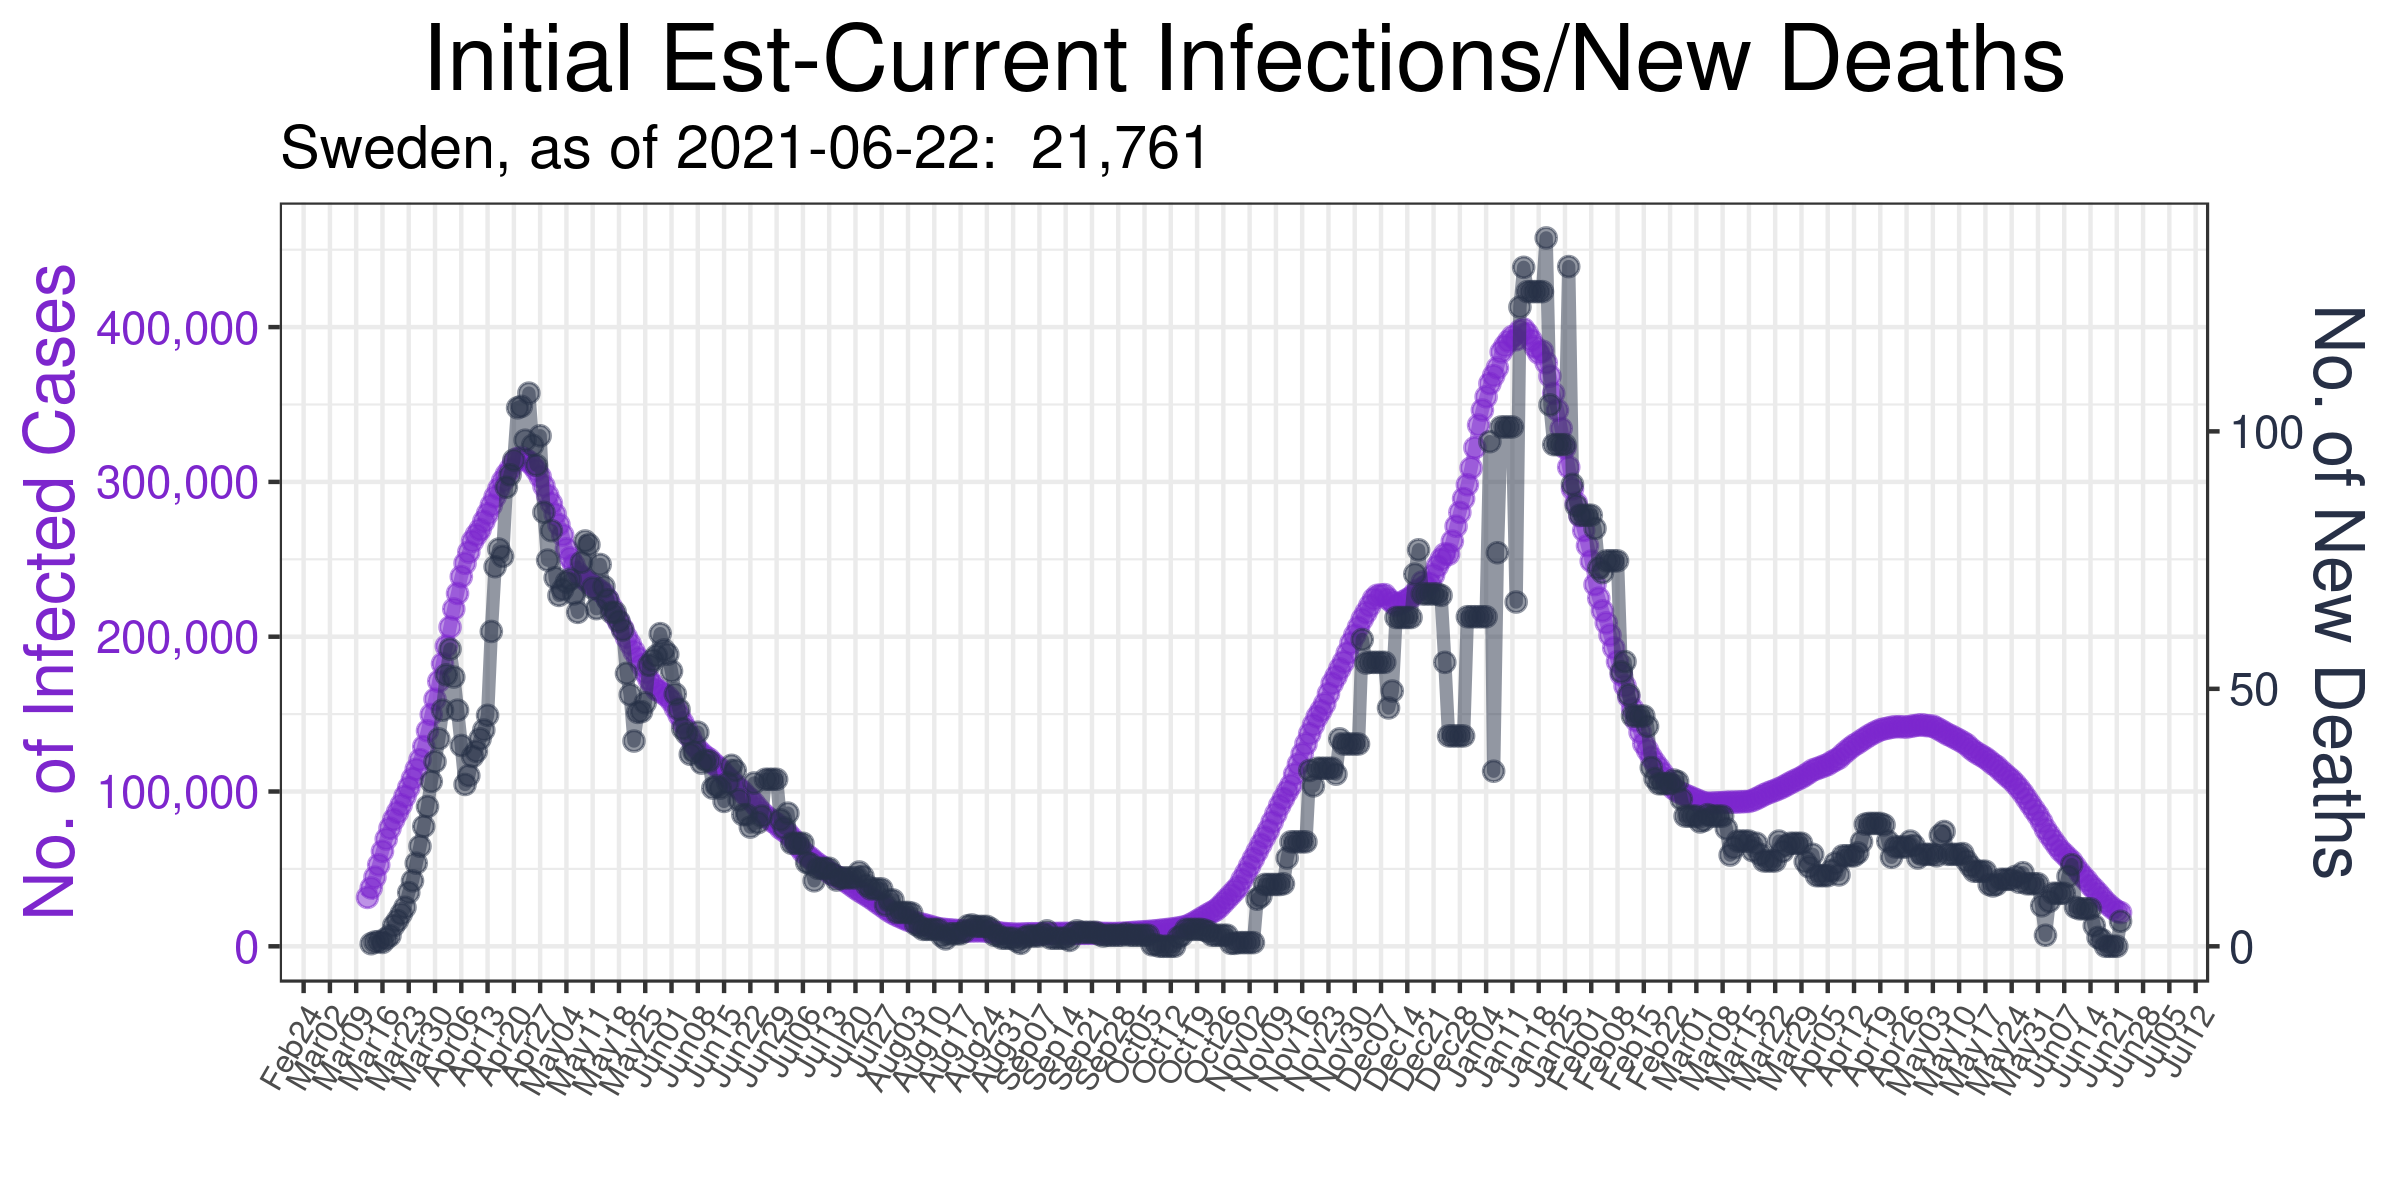 Initial Est-Current Infections/New Deaths
Sweden, as of 2021-06-22: 21,761
No. of Infected Cases
400,000
300,000
200,000
100,000
0
No. of New Deaths
100
50
0
Feb24
Mar02
Mar09
Mar16
Mar23
Mar30
Apr06
Apr13
Apr20
Apr27
May04
May11
May18
May25
Jun01
Jun08
Jun15
Jun22
Jun29
Jul06
Jul13
Jul20
Jul27
Aug03
Aug10
Aug17
Aug24
Aug31
Sep07
Sep14
Sep21
Sep28
Oct05
Oct12
Oct19
Oct26
Nov02
Nov09
Nov16
Nov23
Nov30
Dec07
Dec14
Dec21
Dec28
Jan04
Jan11
Jan18
Jan25
Feb01
Feb08
Feb15
Feb22
Mar01
Mar08
Mar15
Mar22
Mar29
Apr05
Apr12
Apr19
Apr26
May03
May10
May17
May24
May31
Jun07
Jun14
Jun21
Jun28
Jul05
Jul12